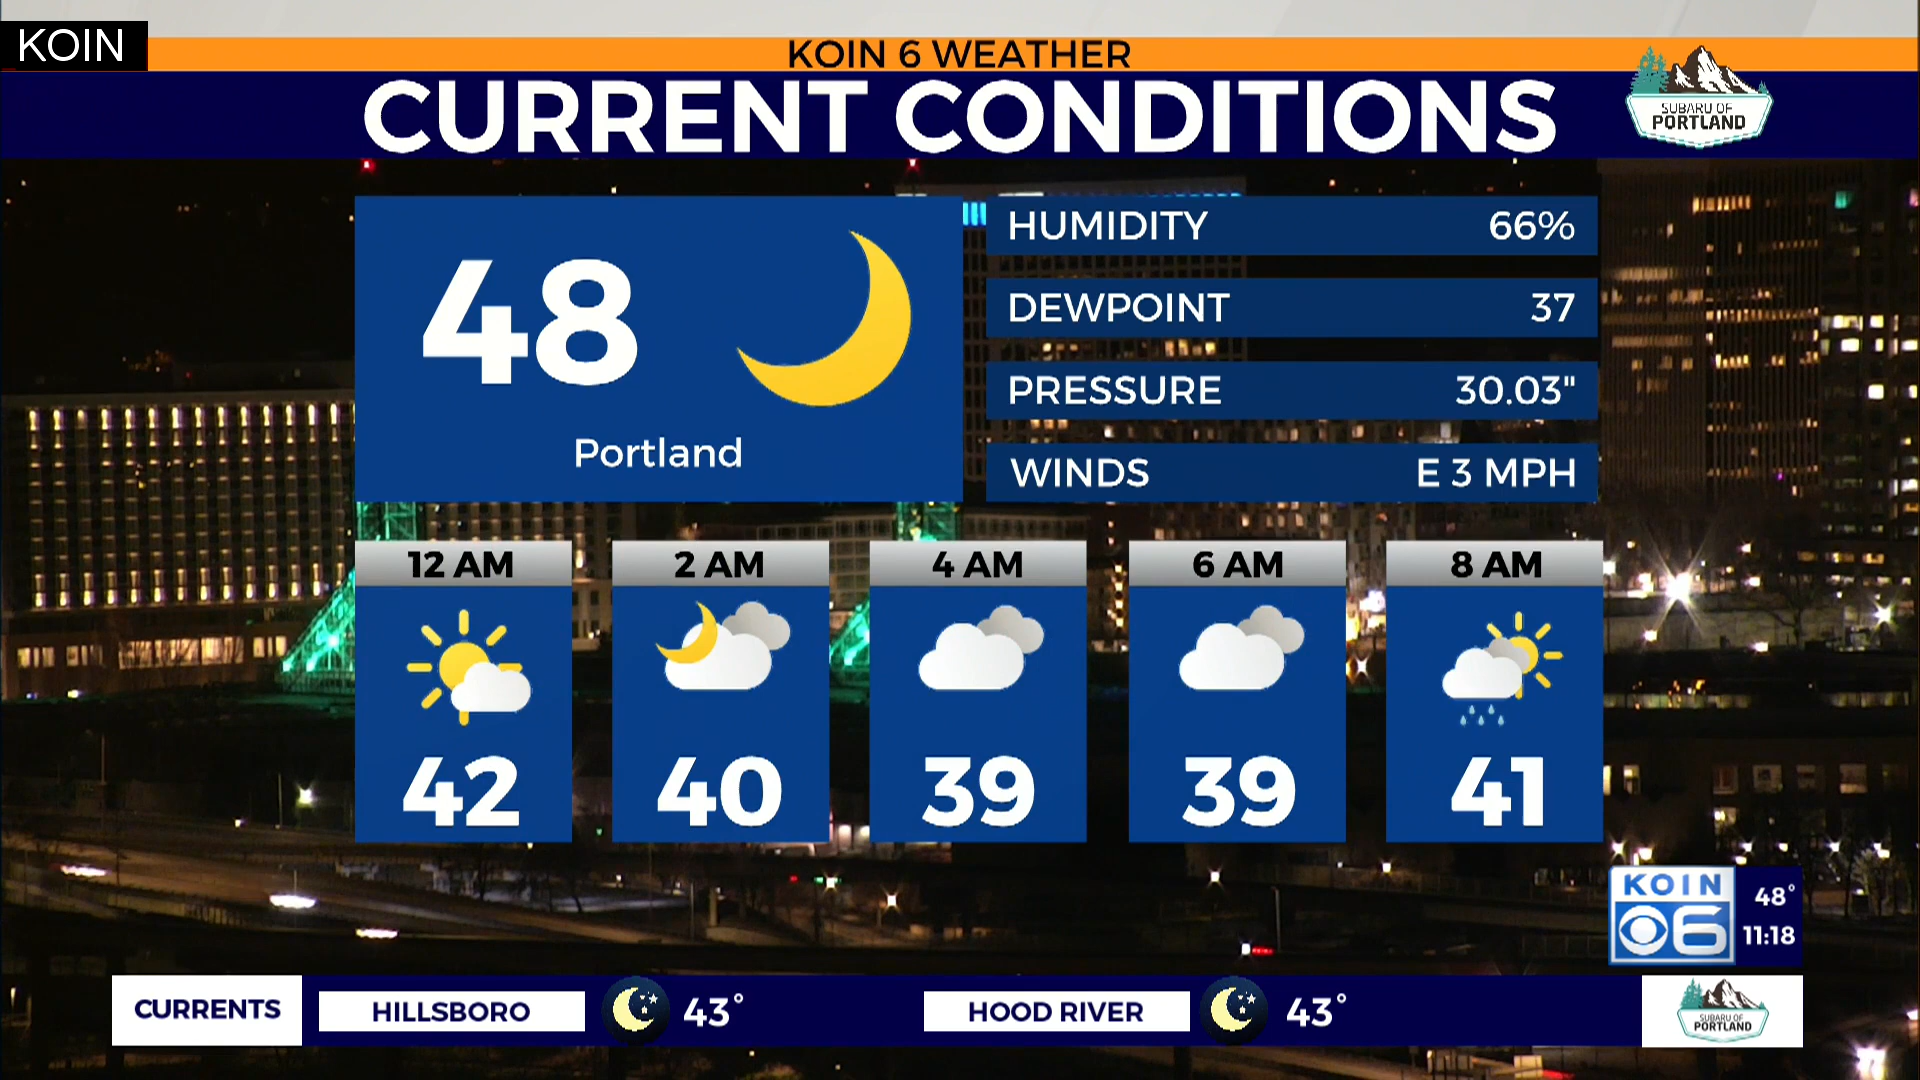 KOIN
KOIN 6 WEATHER
CURRENT CONDITIONS
SUBARU OF
PORTLAND
48
Portland
HUMIDITY 66%
DEWPOINT 37
PRESSURE 30.03"
WINDS E 3 MPH
12 AM 2 AM 4 AM 6 AM 8 AM
42 40 39 39 41
KOIN
6
48°
11:18
CURRENTS HILLSBORO 43° HOOD RIVER 43°
SUBARU OF
PORTLAND